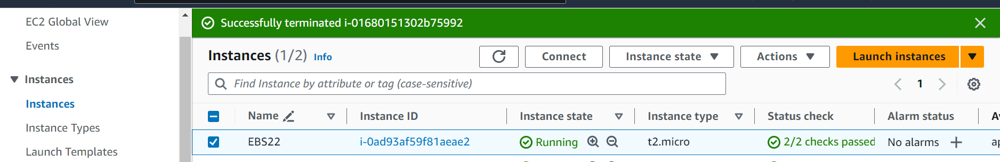 EC2 Global View
Events
Instances
Instances
Instance Types
Launch Templates
Successfully terminated i-01680151302b75992
Instances (1/2) Info
Connect
Instance state
Actions
Launch instances
Find Instance by attribute or tag (case-sensitive)
1
Name Instance ID Instance state Instance type Status check Alarm status
EBS22 i-0ad93af59f81aeae2 Running t2.micro 2/2 checks passed No alarms